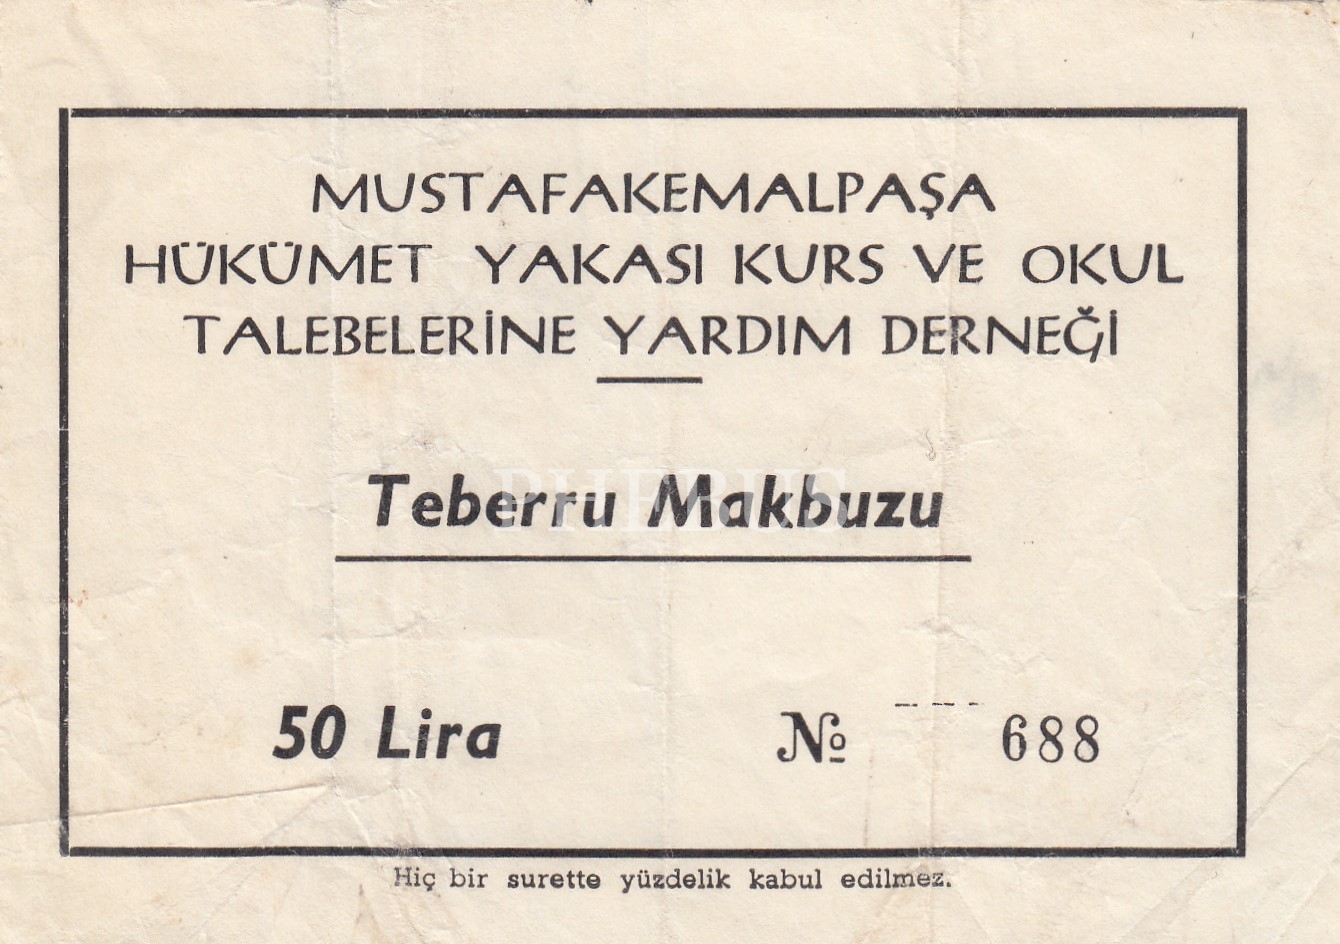 MUSTAFAKEMALPAŞA
HÜKÜMET YAKASI KURS VE OKUL
TALEBELERİNE YARDIM DERNEĞİ
Teberru Makbuzu
PHEBUS
50 Lira № 688
Hiç bir surette yüzdelik kabul edilmez.